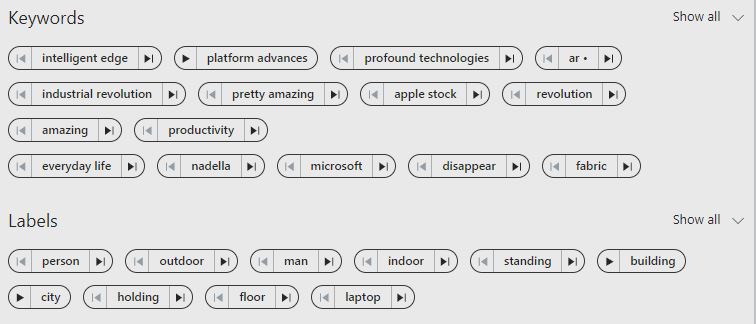 Keywords Show all
intelligent edge platform advances profound technologies ar •
industrial revolution pretty amazing apple stock revolution
amazing productivity
everyday life nadella microsoft disappear fabric
Labels Show all
person outdoor man indoor standing building
city holding floor laptop